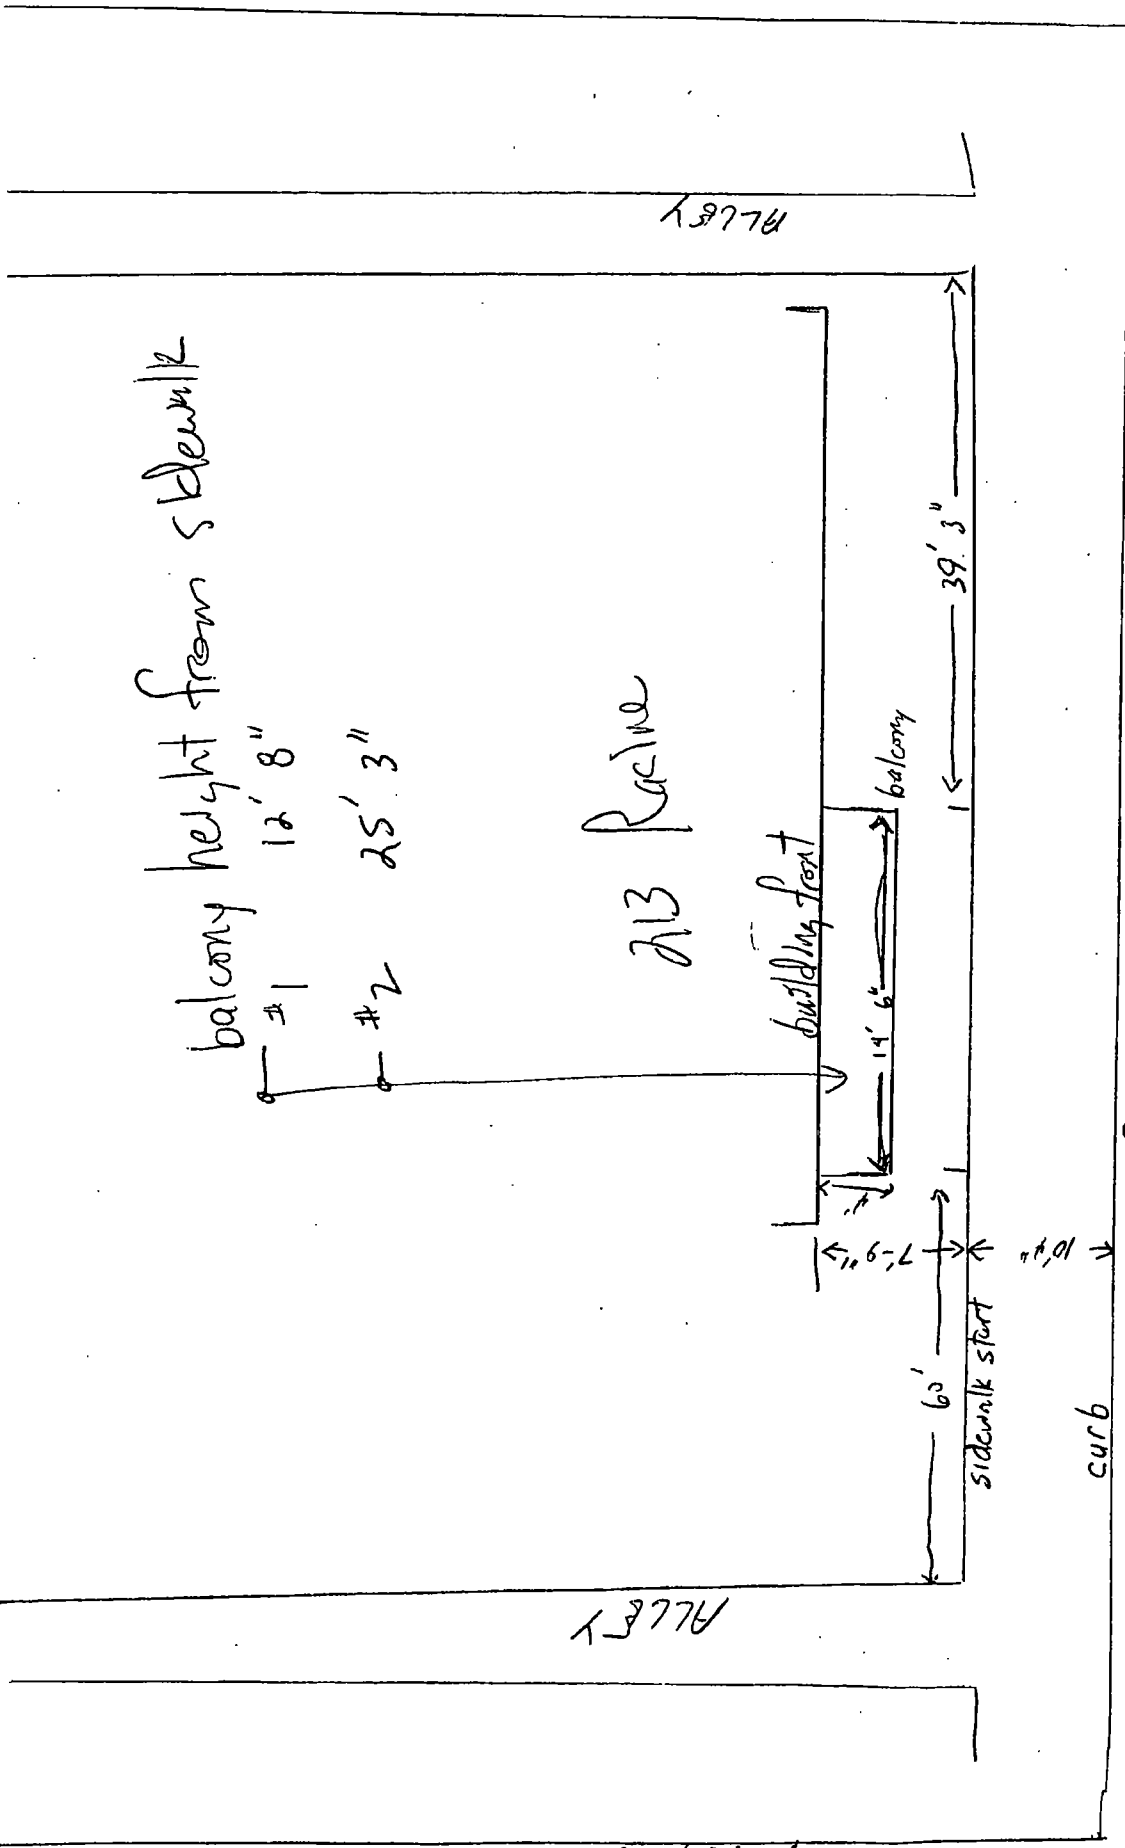 balcony height from sidewalk
#1 12' 8"
#2 25' 3"
213 Racine
building front
balcony
14' 6"
4'
7'-9"
10'4"
60'
39' 3"
sidewalk start
curb
ALLEY
ALLEY